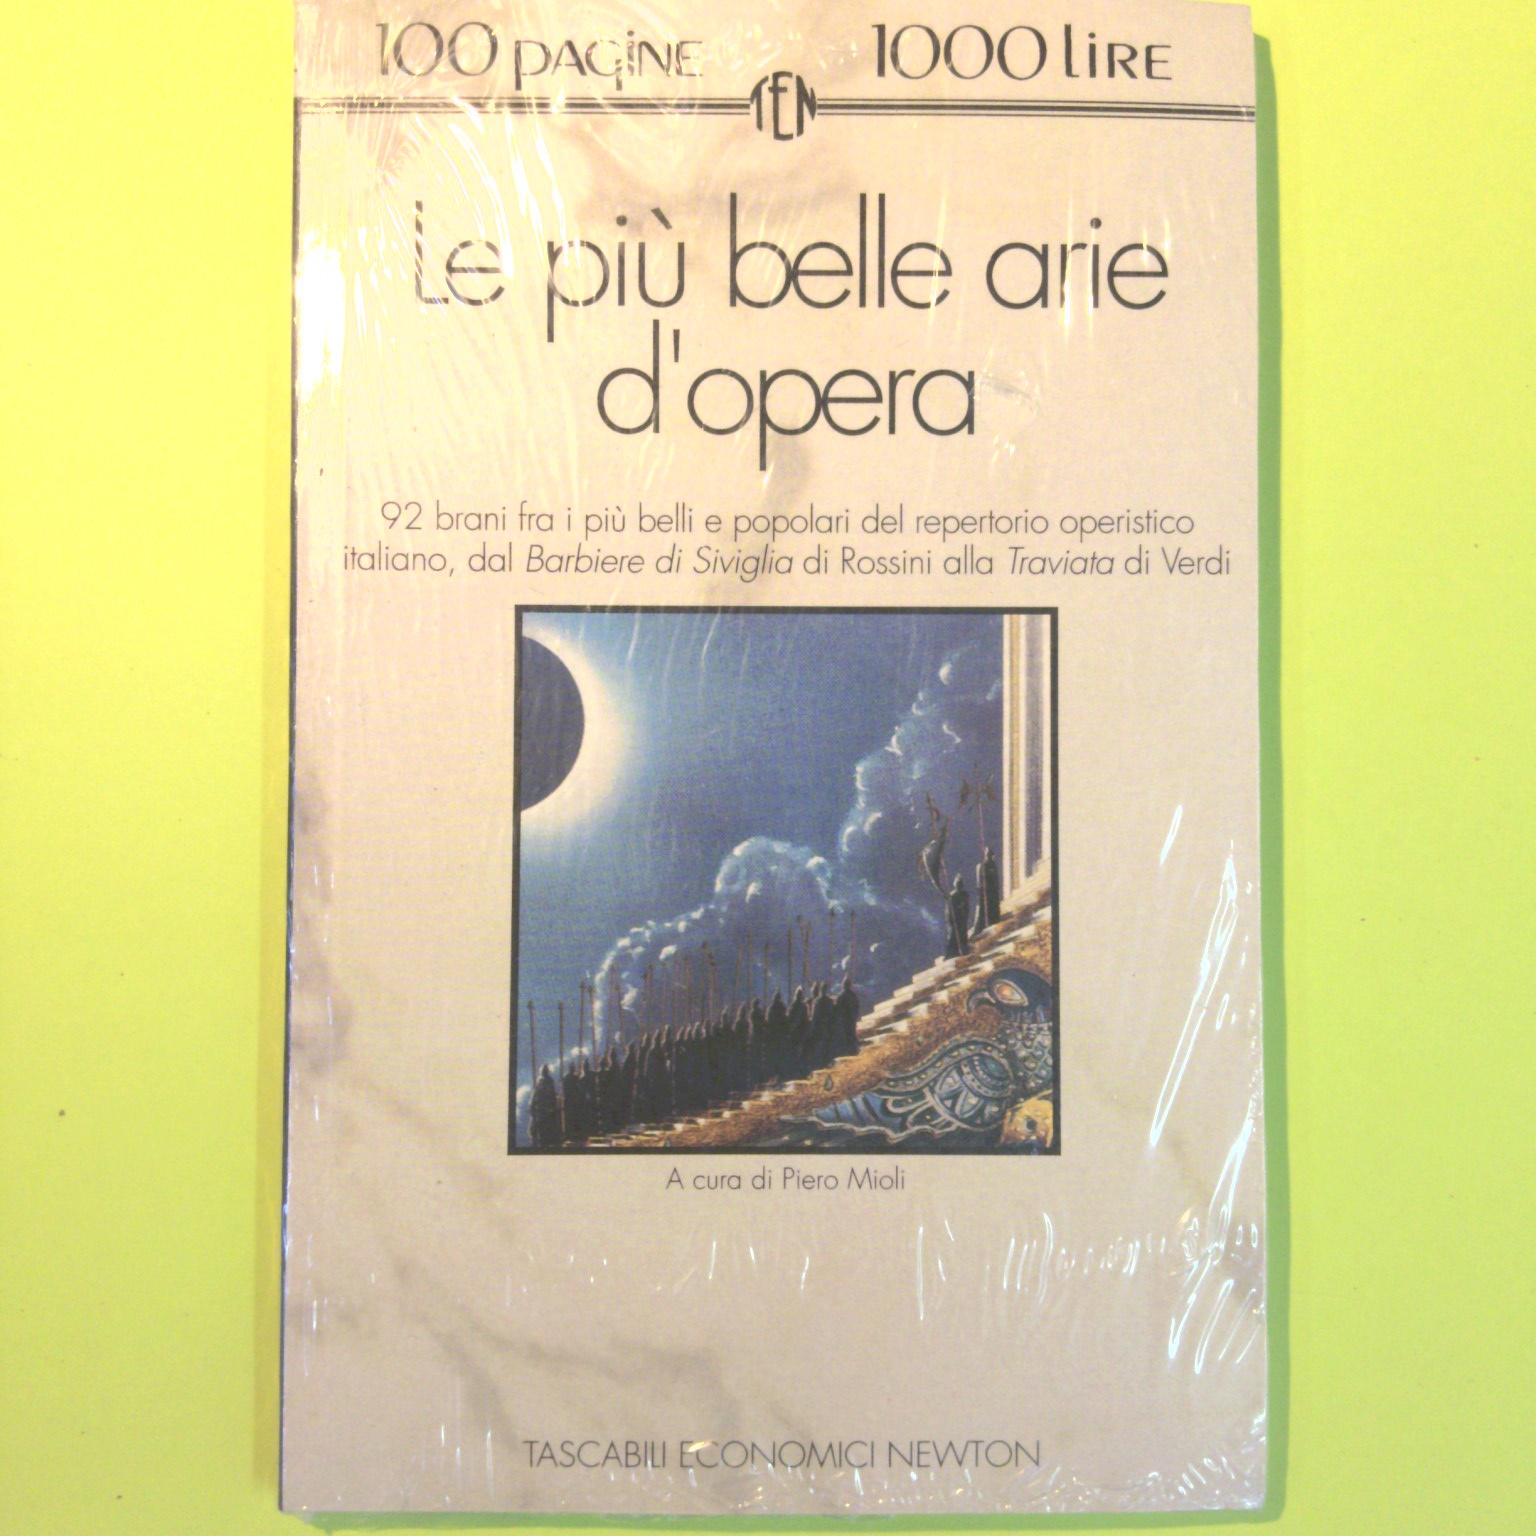 100 pagine 1000 lire
TEN
Le più belle arie
d'opera
92 brani fra i più belli e popolari del repertorio operistico
italiano, dal Barbiere di Siviglia di Rossini alla Traviata di Verdi
A cura di Piero Mioli
TASCABILI ECONOMICI NEWTON